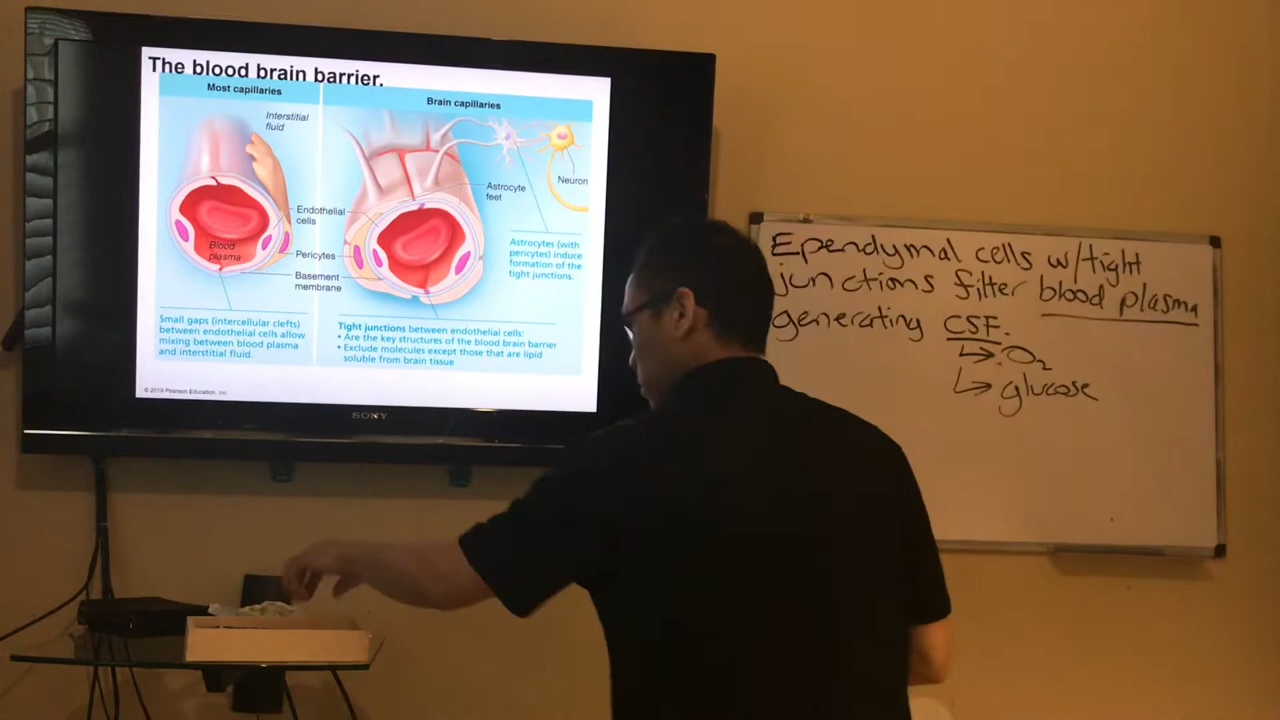 The blood brain barrier.
Most capillaries
Brain capillaries
Interstitial
fluid
Neuron
Astrocyte
feet
Endothelial
cells
Blood
plasma
Pericytes
Basement
membrane
Astrocytes (with
pericytes) induce
formation of the
tight junctions.
Small gaps (intercellular clefts)
between endothelial cells allow
mixing between blood plasma
and interstitial fluid.
Tight junctions between endothelial cells:
• Are the key structures of the blood brain barrier
• Exclude molecules except those that are lipid
soluble from brain tissue
© 2019 Pearson Education, Inc.
SONY
Ependymal cells w/tight
junctions filter blood plasma
generating CSF.
↳ O₂
↳ glucose